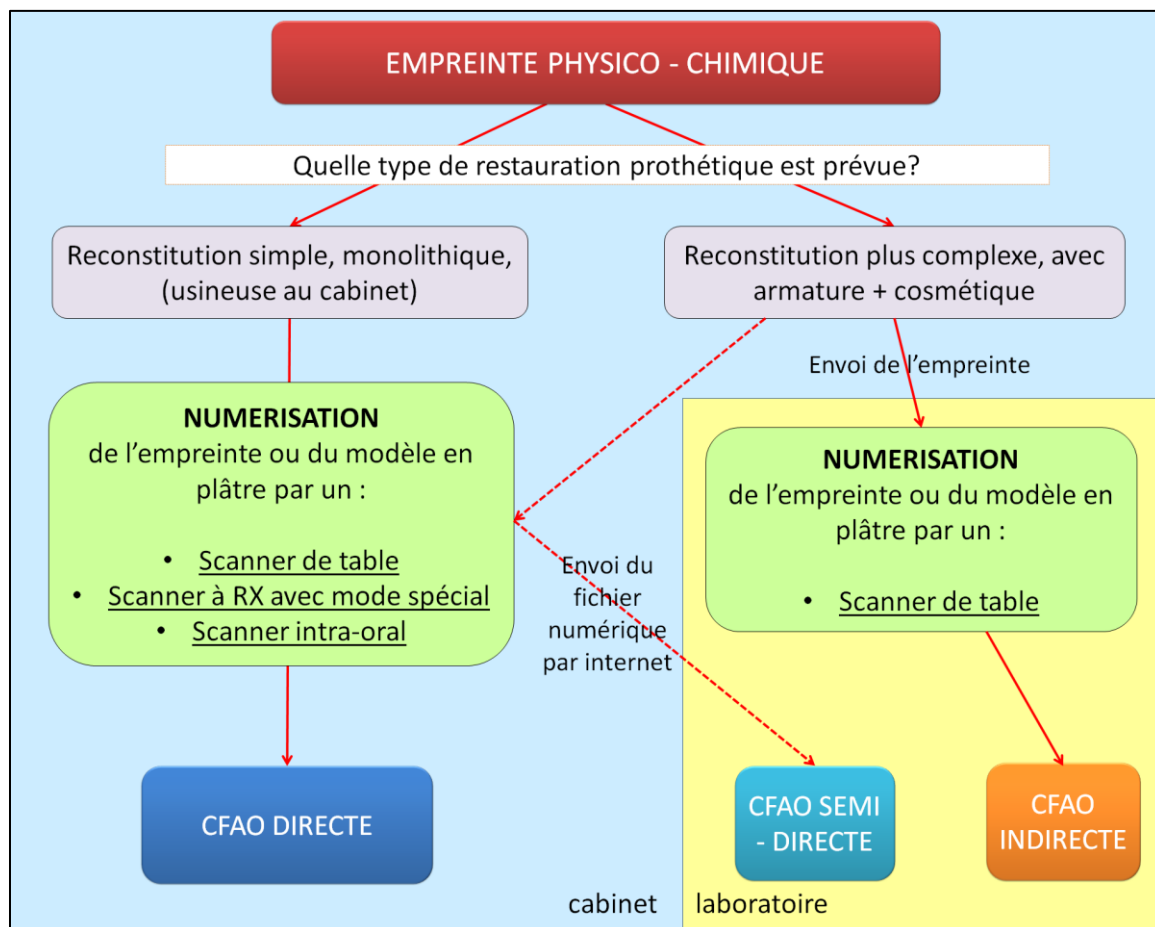 EMPREINTE PHYSICO - CHIMIQUE
Quelle type de restauration prothétique est prévue?
Reconstitution simple, monolithique,
(usineuse au cabinet)
Reconstitution plus complexe, avec
armature + cosmétique
Envoi de l'empreinte
NUMERISATION
de l'empreinte ou du modèle en
plâtre par un :
• Scanner de table
• Scanner à RX avec mode spécial
• Scanner intra-oral
NUMERISATION
de l'empreinte ou du modèle en
plâtre par un :
• Scanner de table
Envoi du
fichier
numérique
par internet
CFAO DIRECTE
CFAO SEMI
- DIRECTE
CFAO
INDIRECTE
cabinet
laboratoire